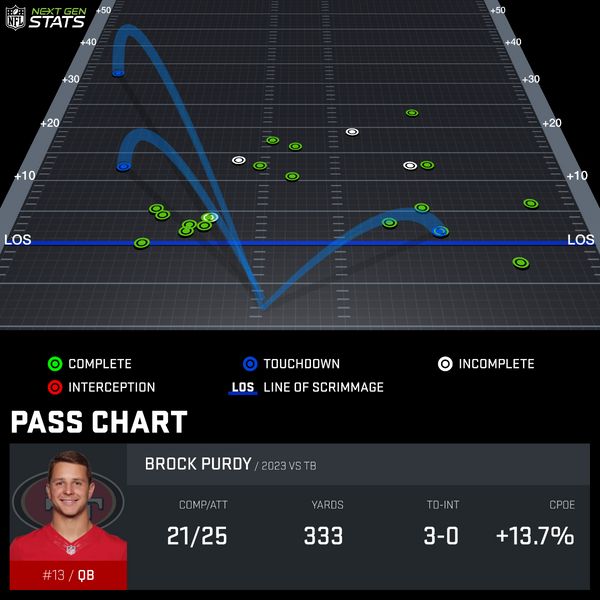 NFL NEXT GEN STATS
+50 +50
+40 +40
+30 +30
+20 +20
+10 +10
LOS LOS
COMPLETE TOUCHDOWN INCOMPLETE
INTERCEPTION LOS LINE OF SCRIMMAGE
PASS CHART
BROCK PURDY / 2023 VS TB
COMP/ATT YARDS TD-INT CPOE
21/25 333 3-0 +13.7%
#13 / QB